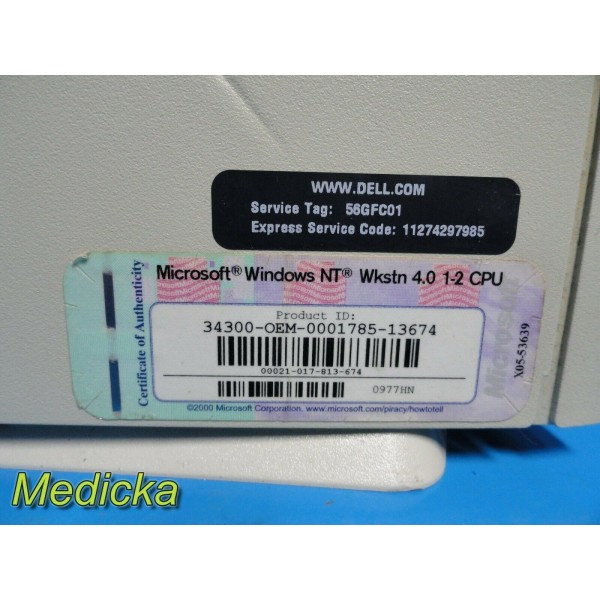 WWW.DELL.COM
Service Tag: 56GFC01
Express Service Code: 11274297985
Certificate of Authenticity
Microsoft® Windows NT® Wkstn 4.0 1-2 CPU
Product ID:
34300-OEM-0001785-13674
00021-017-813-674
0977HN
©2000 Microsoft Corporation. www.microsoft.com/piracy/howtotell
Microsoft
X05-53639
Medicka